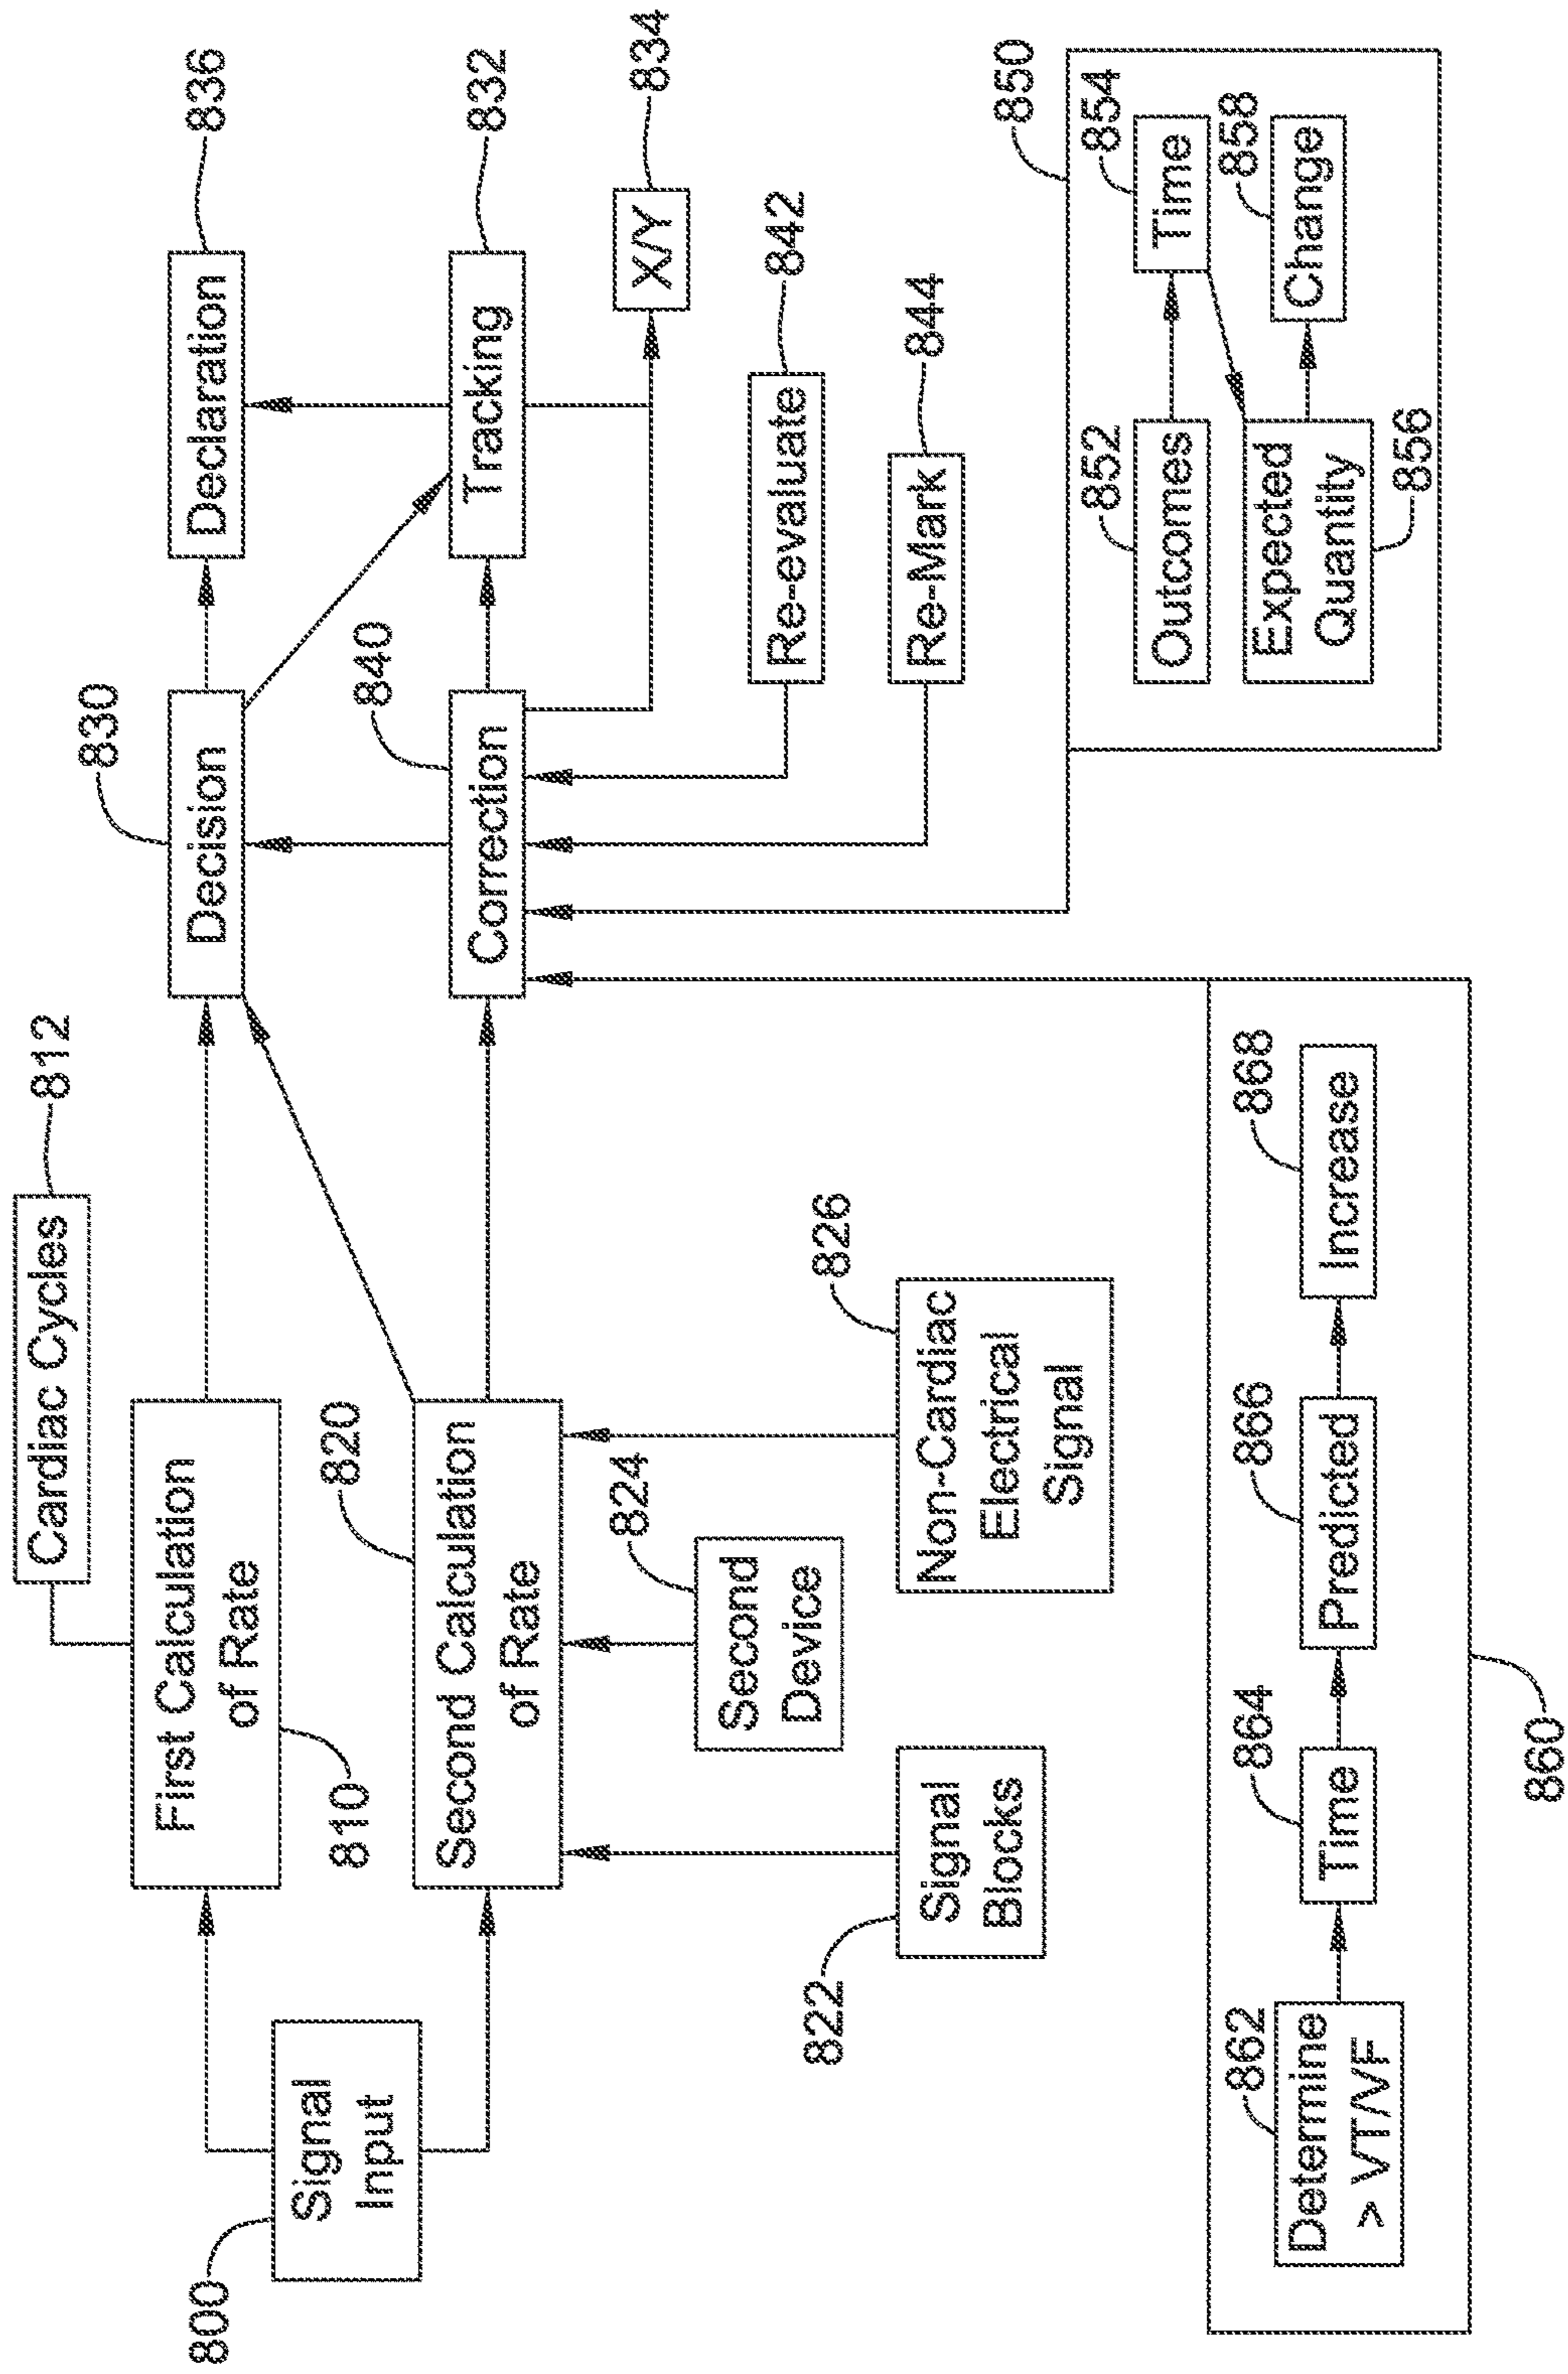 812
Cardiac Cycles
830
836
First Calculation
of Rate
Decision
Declaration
800
810
820
840
832
Signal
Input
Second Calculation
of Rate
Correction
Tracking
834
X/Y
824
Second
Device
826
842
Re-evaluate
822
Signal
Blocks
Non-Cardiac
Electrical
Signal
844
Re-Mark
850
852
854
Outcomes
Time
858
Expected
Quantity
Change
856
862
864
866
868
Determine
> VT/VF
Time
Predicted
Increase
860